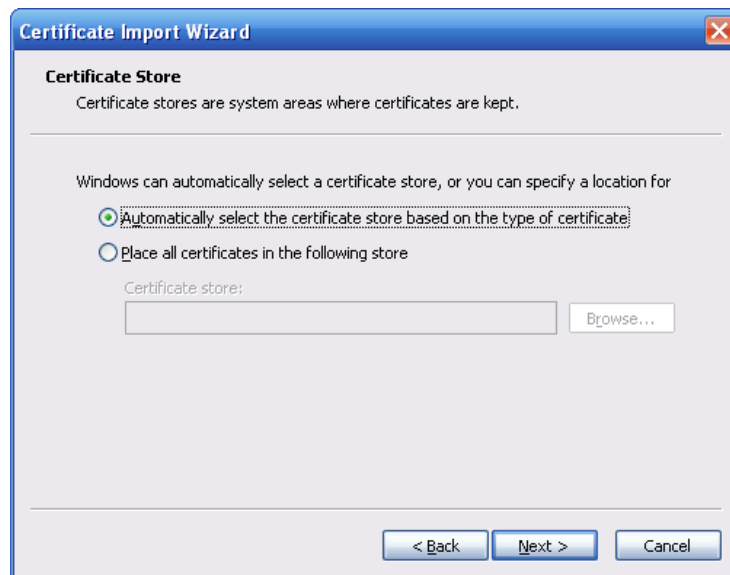 Certificate Import Wizard
Certificate Store
Certificate stores are system areas where certificates are kept.
Windows can automatically select a certificate store, or you can specify a location for
Automatically select the certificate store based on the type of certificate
Place all certificates in the following store
Certificate store:
Browse...
< Back Next > Cancel